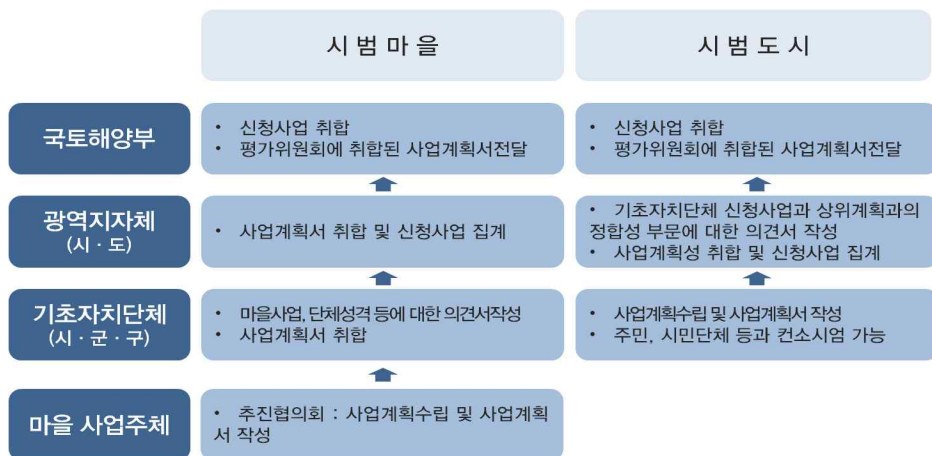 시범마을
시범도시
국토해양부
• 신청사업 취합
• 평가위원회에 취합된 사업계획서전달
• 신청사업 취합
• 평가위원회에 취합된 사업계획서전달
광역지자체
(시·도)
• 사업계획서 취합 및 신청사업 집계
• 기초자치단체 신청사업과 상위계획과의
정합성 부문에 대한 의견서 작성
• 사업계획성 취합 및 신청사업 집계
기초자치단체
(시·군·구)
• 마을사업, 단체성격 등에 대한 의견서작성
• 사업계획서 취합
• 사업계획수립 및 사업계획서 작성
• 주민, 시민단체 등과 컨소시엄 가능
마을 사업주체
• 추진협의회 : 사업계획수립 및 사업계획
서 작성